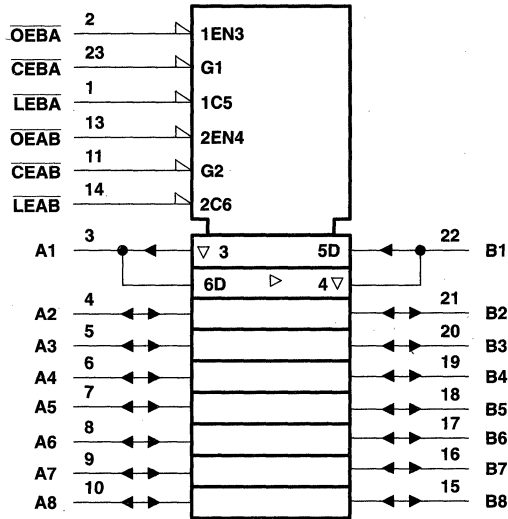 OEBA 2 1EN3
CEBA 23 G1
LEBA 1 1C5
OEAB 13 2EN4
CEAB 11 G2
LEAB 14 2C6
A1 3 ▽ 3 5D 22 B1
6D ▷ 4 ▽
A2 4 21 B2
A3 5 20 B3
A4 6 19 B4
A5 7 18 B5
A6 8 17 B6
A7 9 16 B7
A8 10 15 B8